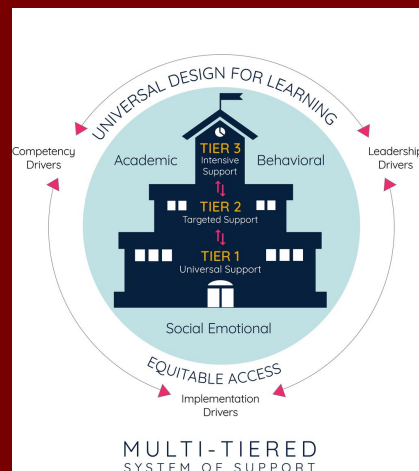 UNIVERSAL DESIGN FOR LEARNING
Competency
Drivers
Leadership
Drivers
Academic
Behavioral
TIER 3
Intensive
Support
TIER 2
Targeted Support
TIER 1
Universal Support
Social Emotional
EQUITABLE ACCESS
Implementation
Drivers
MULTI-TIERED
SYSTEM OF SUPPORT